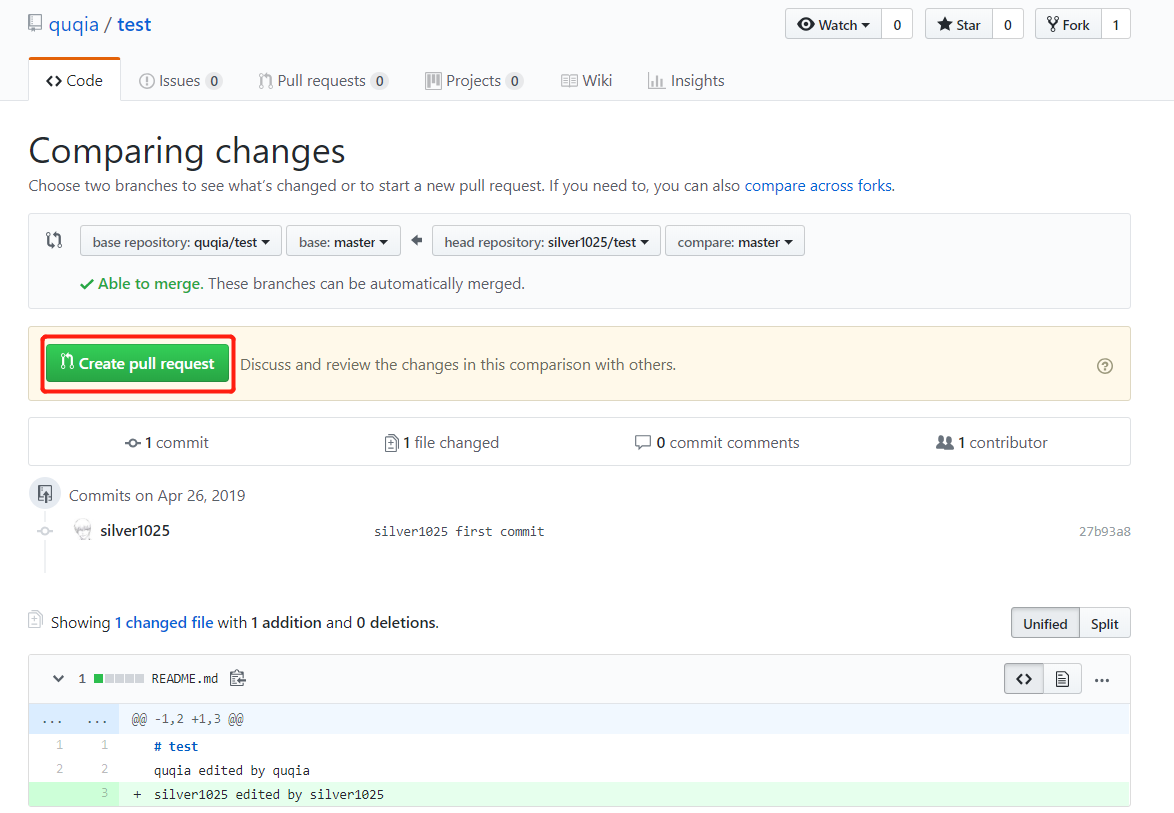 quqia / test
Watch 0 Star 0 Fork 1
Code Issues 0 Pull requests 0 Projects 0 Wiki Insights
Comparing changes
Choose two branches to see what's changed or to start a new pull request. If you need to, you can also compare across forks.
base repository: quqia/test base: master head repository: silver1025/test compare: master
Able to merge. These branches can be automatically merged.
Create pull request Discuss and review the changes in this comparison with others.
1 commit 1 file changed 0 commit comments 1 contributor
Commits on Apr 26, 2019
silver1025 silver1025 first commit 27b93a8
Showing 1 changed file with 1 addition and 0 deletions.
Unified Split
1 README.md
... ... @@ -1,2 +1,3 @@
1 1 # test
2 2 quqia edited by quqia
3 + silver1025 edited by silver1025